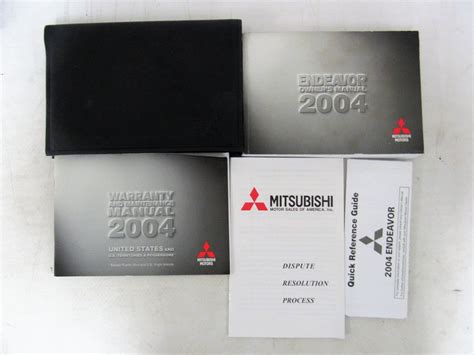 ENDEAVOR
OWNER'S MANUAL
2004
MITSUBISHI
MOTORS
WARRANTY
AND MAINTENANCE
MANUAL
2004
UNITED STATES AND
U.S. TERRITORIES & POSSESSIONS
MITSUBISHI
MOTORS
MITSUBISHI
MOTOR SALES OF AMERICA, Inc.
DISPUTE
RESOLUTION
PROCESS
Quick Reference Guide
2004 ENDEAVOR